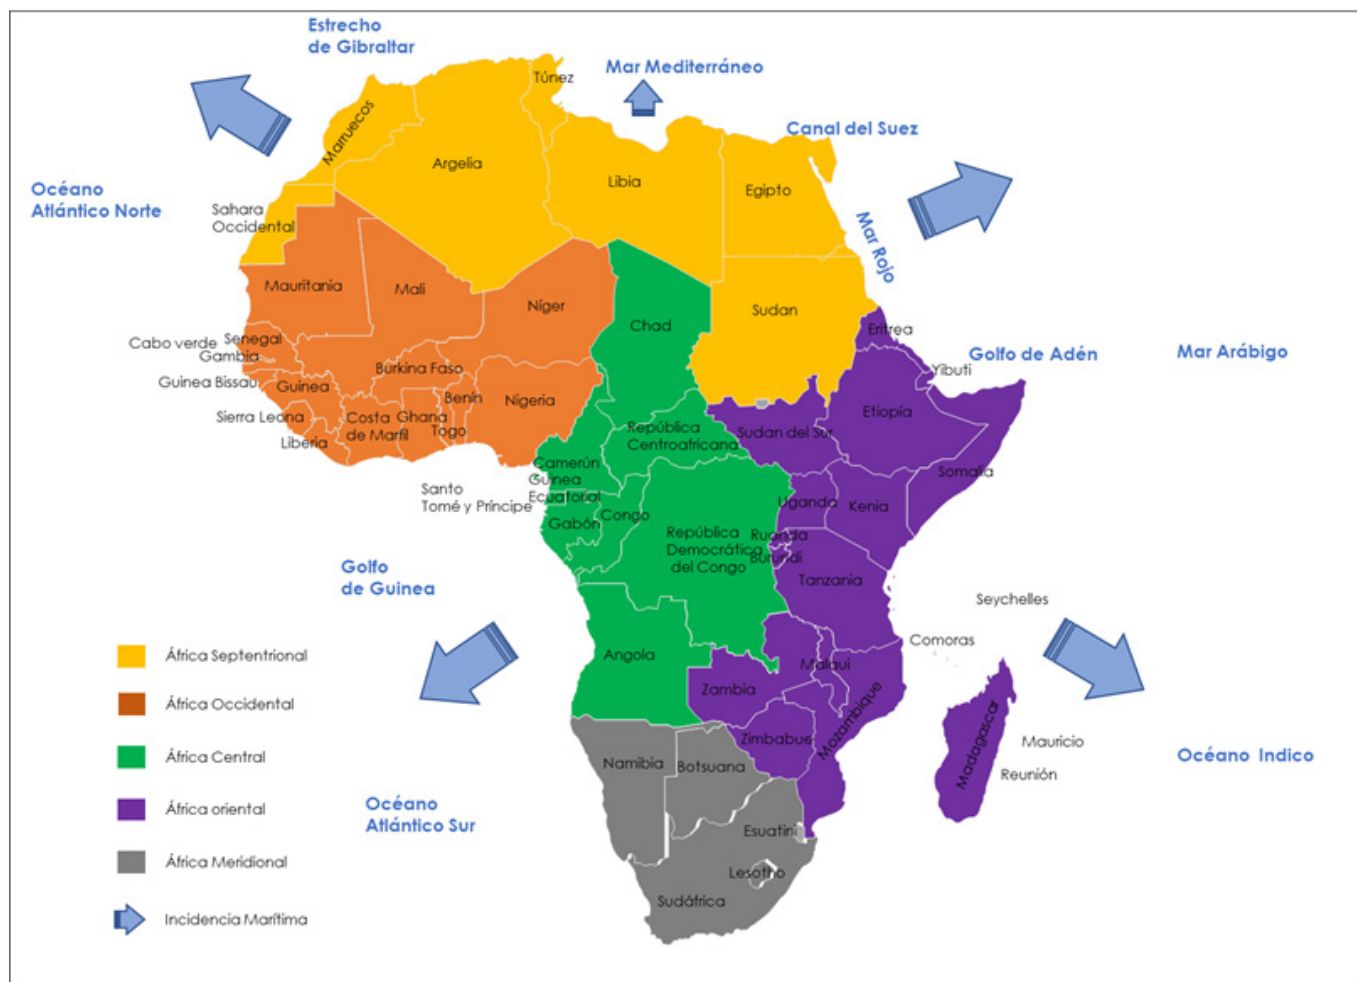 Estrecho
de Gibraltar
Mar Mediterráneo
Canal del Suez
Túnez
Marruecos
Argelia
Libia
Egipto
Océano
Atlántico Norte
Sahara
Occidental
Mar Rojo
Mauritania
Mali
Níger
Chad
Sudan
Eritrea
Cabo verde
Senegal
Gambia
Burkina Faso
Golfo de Adén
Mar Arábigo
Yibuti
Guinea Bissau
Guinea
Benín
Nigeria
Etiopía
Sierra Leona
Costa
de Marfil
Ghana
Togo
Liberia
República
Centroafricana
Sudan del Sur
Camerún
Guinea
Ecuatorial
Somalia
Santo
Tomé y Príncipe
Gabón
Congo
República
Democrática
del Congo
Uganda
Kenia
Ruanda
Burundi
Golfo
de Guinea
Tanzania
Seychelles
Comoras
África Septentrional
Angola
Malaui
Zambia
África Occidental
Mozambique
Madagascar
Zimbabue
Mauricio
Reunión
Océano Indico
África Central
Namibia
Botsuana
África oriental
Océano
Atlántico Sur
Esuatini
África Meridional
Lesotho
Sudáfrica
Incidencia Marítima